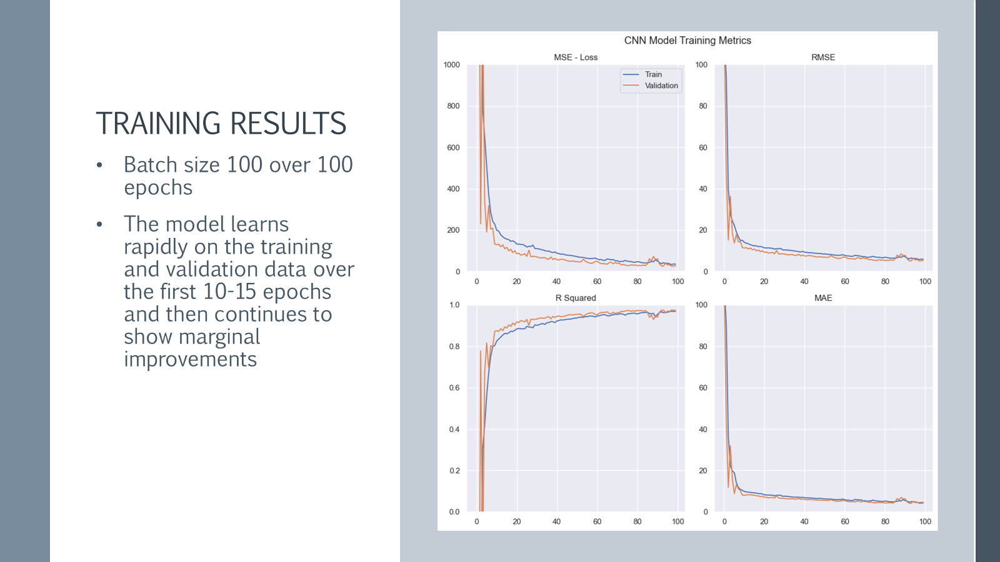 TRAINING RESULTS
• Batch size 100 over 100
epochs
• The model learns
rapidly on the training
and validation data over
the first 10-15 epochs
and then continues to
show marginal
improvements
CNN Model Training Metrics
MSE - Loss
1000
800
600
400
200
0
0 20 40 60 80 100
Train
Validation
RMSE
100
80
60
40
20
0
0 20 40 60 80 100
R Squared
1.0
0.8
0.6
0.4
0.2
0.0
0 20 40 60 80 100
MAE
100
80
60
40
20
0
0 20 40 60 80 100